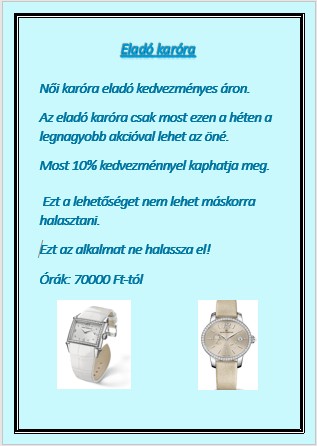 Eladó karóra
Női karóra eladó kedvezményes áron.
Az eladó karóra csak most ezen a héten a
legnagyobb akcióval lehet az öné.
Most 10% kedvezménnyel kaphatja meg.
Ezt a lehetőséget nem lehet máskorra
halasztani.
Ezt az alkalmat ne halassza el!
Órák: 70000 Ft-tól